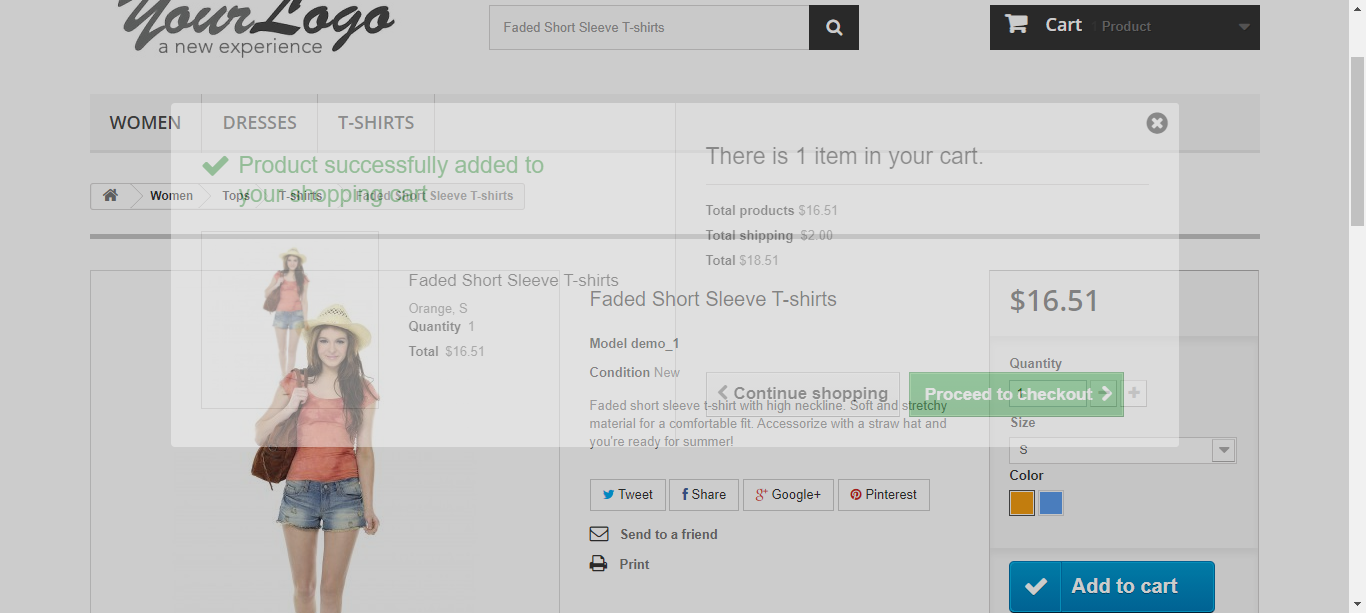 YourLogo
a new experience
Faded Short Sleeve T-shirts
Cart Product
WOMEN DRESSES T-SHIRTS
Product successfully added to
your shopping cart
There is 1 item in your cart.
Women Tops T-shirts Faded Short Sleeve T-shirts
Total products $16.51
Total shipping $2.00
Total $18.51
Faded Short Sleeve T-shirts
Orange, S
Quantity 1
Total $16.51
Continue shopping
Proceed to checkout
Faded Short Sleeve T-shirts
Model demo_1
Condition New
Faded short sleeve t-shirt with high neckline. Soft and stretchy
material for a comfortable fit. Accessorize with a straw hat and
you're ready for summer!
Tweet Share Google+ Pinterest
Send to a friend
Print
$16.51
Quantity
1
Size
S
Color
Add to cart